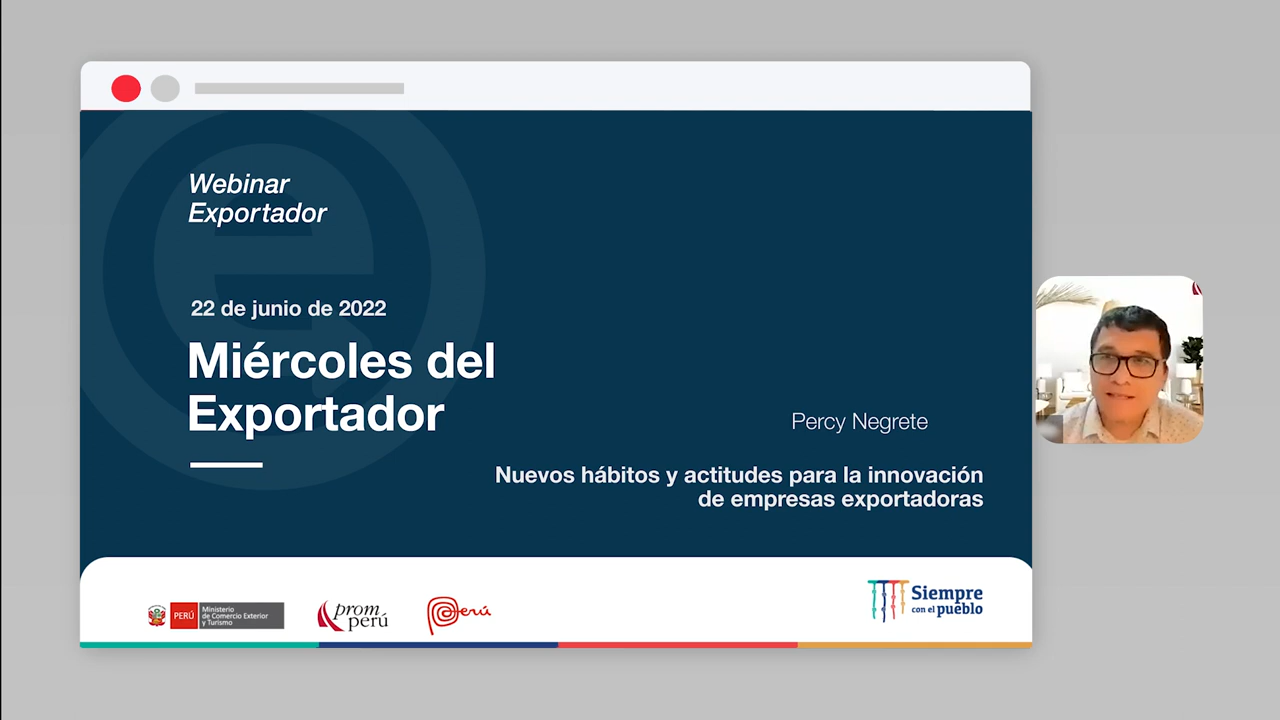 Webinar
Exportador
22 de junio de 2022
Miércoles del
Exportador
Percy Negrete
Nuevos hábitos y actitudes para la innovación
de empresas exportadoras
PERÚ
Ministerio
de Comercio Exterior
y Turismo
prom
perú
Perú
Siempre
con el pueblo